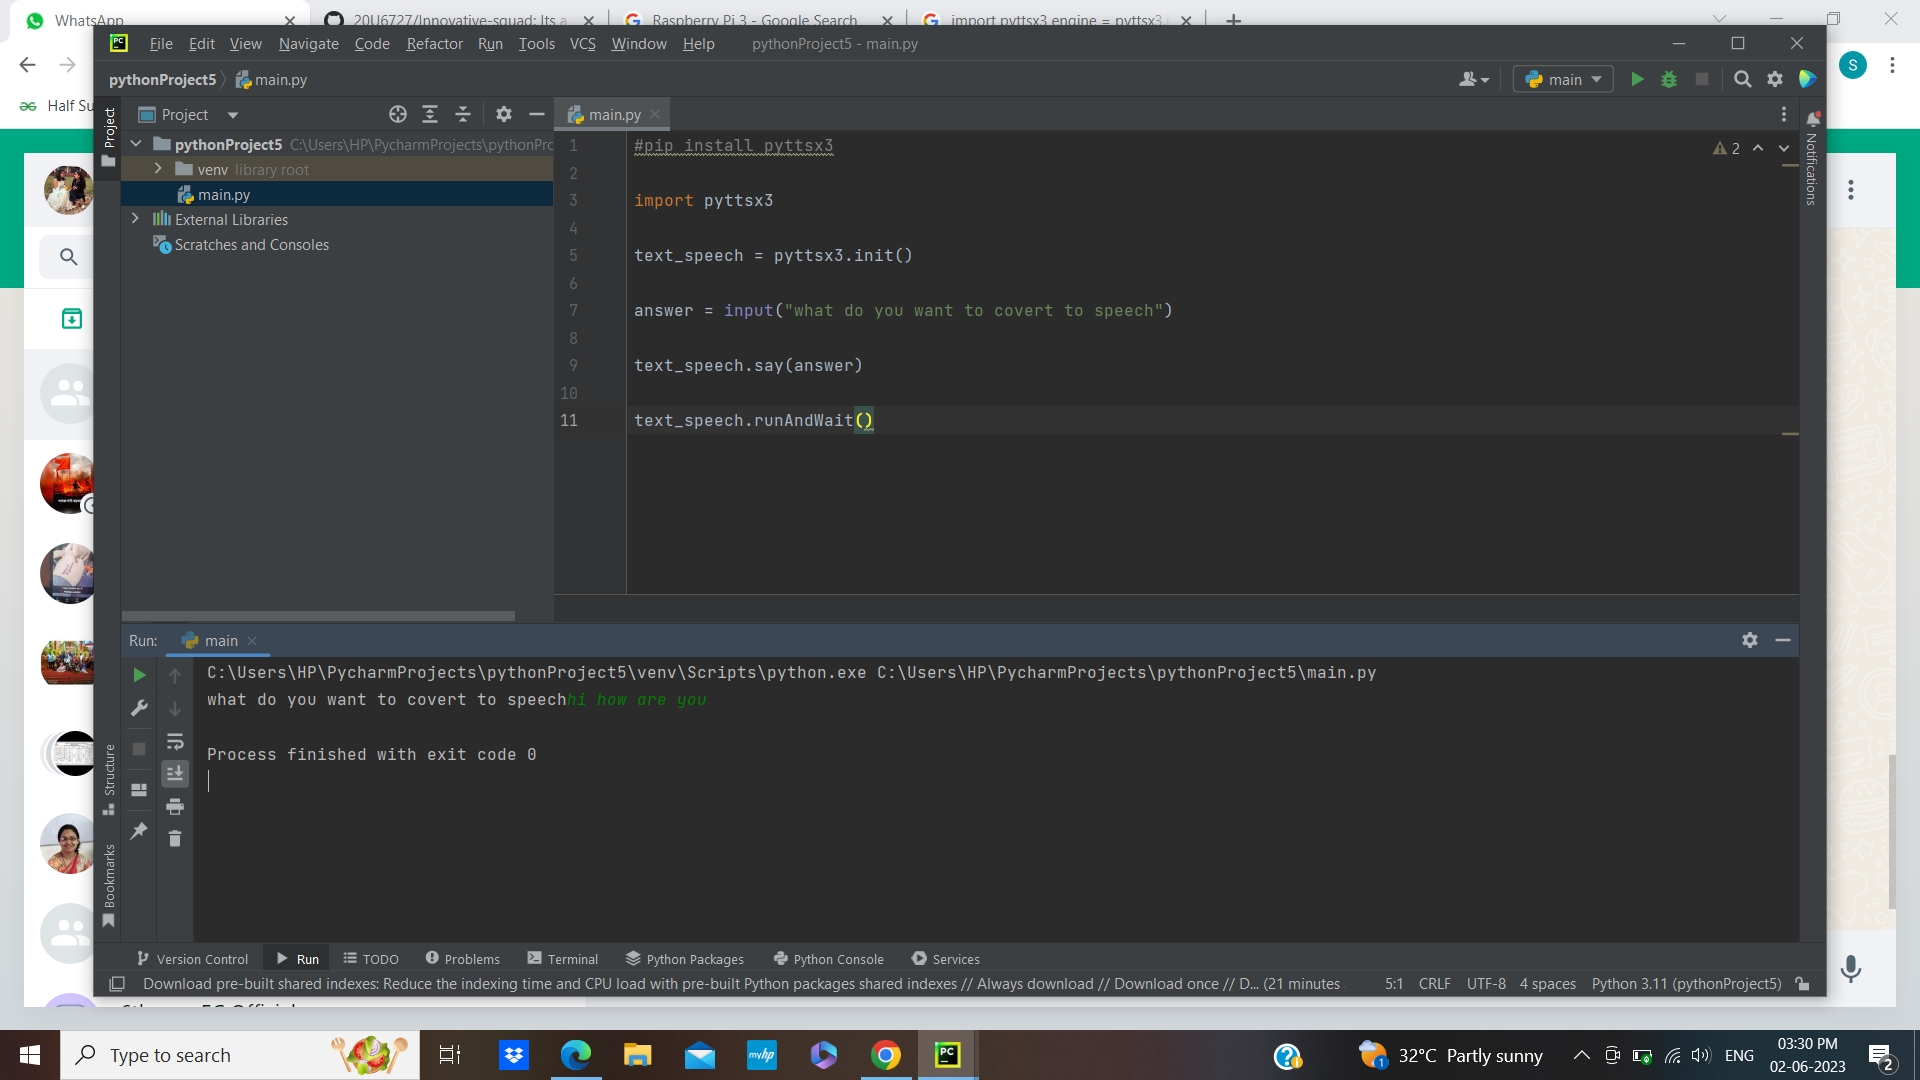 WhatsApp
20U6727/Innovative-squad: Its a
Raspberry Pi 3 - Google Search
import pyttsx3 engine = pyttsx3.i
File Edit View Navigate Code Refactor Run Tools VCS Window Help pythonProject5 - main.py
S
pythonProject5 main.py
main
Half Su
Project
Project
main.py
pythonProject5 C:\Users\HP\PycharmProjects\pythonPro
venv library root
main.py
External Libraries
Scratches and Consoles
1 #pip install pyttsx3
2
3 import pyttsx3
4
5 text_speech = pyttsx3.init()
6
7 answer = input("what do you want to covert to speech")
8
9 text_speech.say(answer)
10
11 text_speech.runAndWait()
2
Notifications
Run: main
C:\Users\HP\PycharmProjects\pythonProject5\venv\Scripts\python.exe C:\Users\HP\PycharmProjects\pythonProject5\main.py
what do you want to covert to speechhi how are you
Process finished with exit code 0
Structure
Bookmarks
Version Control Run TODO Problems Terminal Python Packages Python Console Services
Download pre-built shared indexes: Reduce the indexing time and CPU load with pre-built Python packages shared indexes // Always download // Download once // D... (21 minutes 5:1 CRLF UTF-8 4 spaces Python 3.11 (pythonProject5)
Type to search
myhp
PC
1
32°C Partly sunny
ENG
03:30 PM
02-06-2023
2